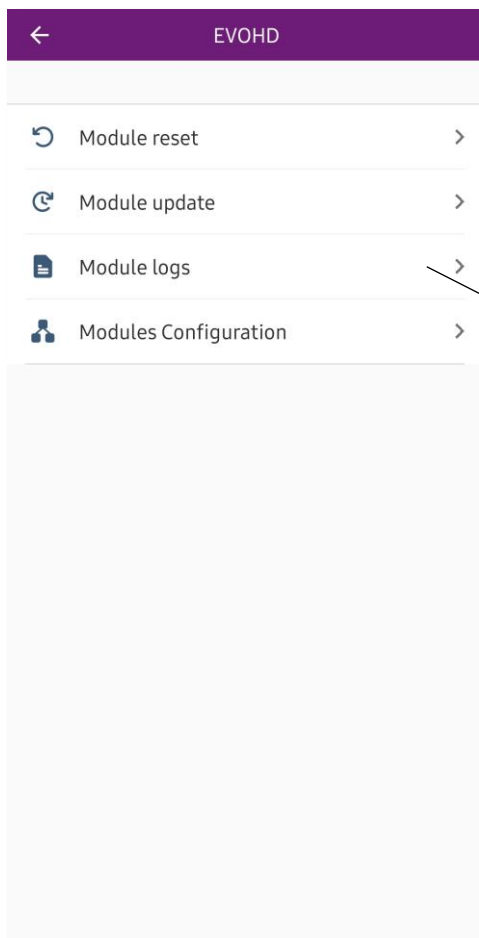 EVOHD
Module reset
Module update
Module logs
Modules Configuration